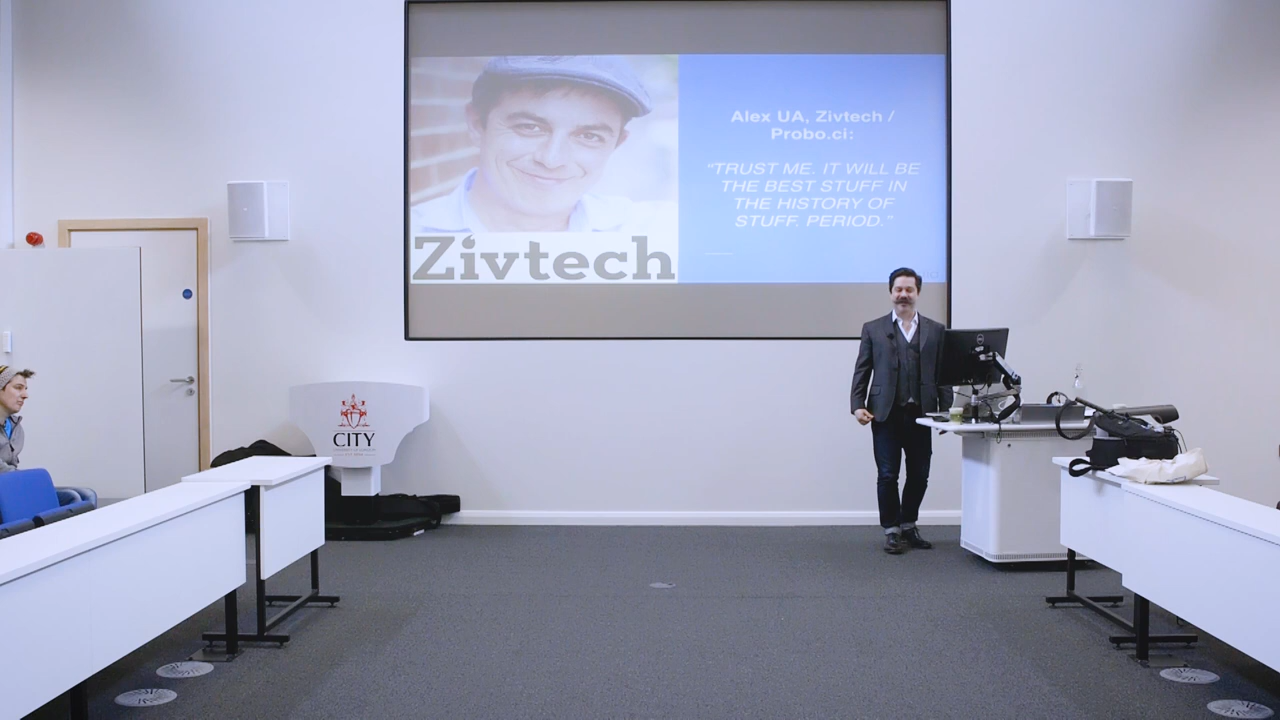 Alex UA, Zivtech /
Probo.ci:
"TRUST ME. IT WILL BE
THE BEST STUFF IN
THE HISTORY OF
STUFF. PERIOD."
Zivtech
CITY